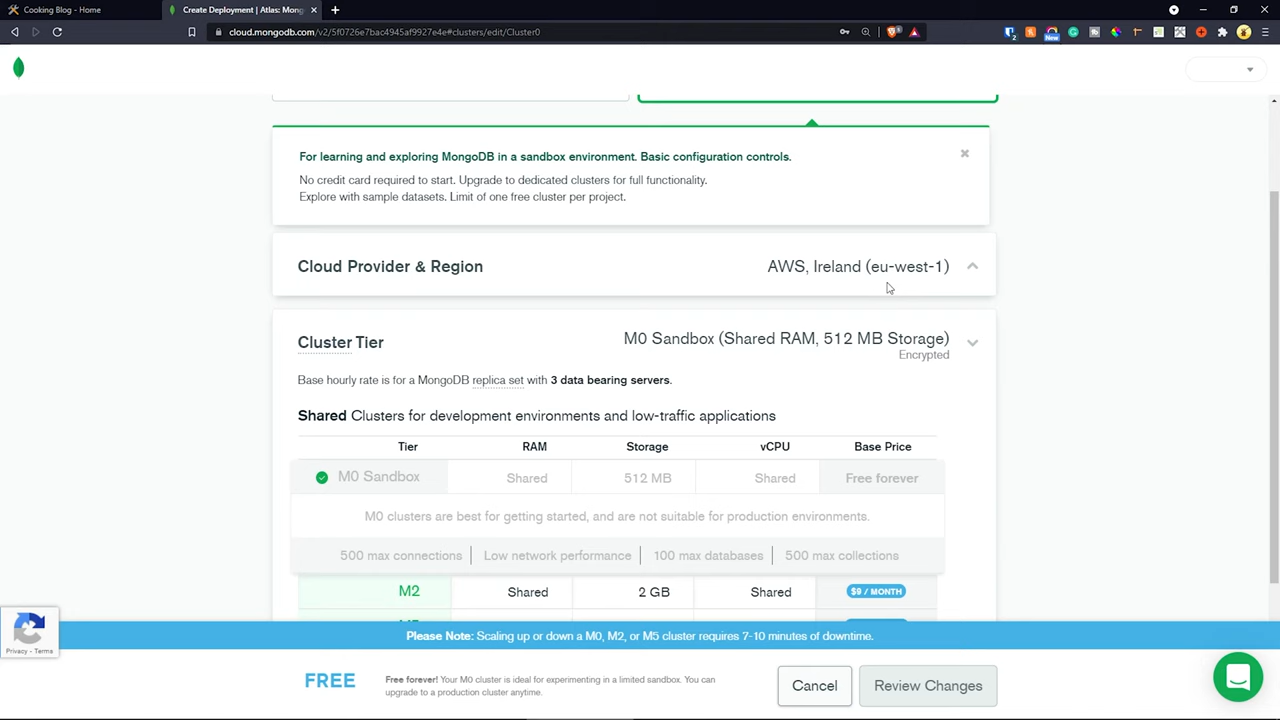 Cooking Blog - Home
Create Deployment | Atlas: Mon
cloud.mongodb.com/v2/5f0726e7bac4945af9927e4e#clusters/edit/Cluster0
For learning and exploring MongoDB in a sandbox environment. Basic configuration controls.
No credit card required to start. Upgrade to dedicated clusters for full functionality.
Explore with sample datasets. Limit of one free cluster per project.
Cloud Provider & Region
AWS, Ireland (eu-west-1)
Cluster Tier
M0 Sandbox (Shared RAM, 512 MB Storage)
Encrypted
Base hourly rate is for a MongoDB replica set with 3 data bearing servers.
Shared Clusters for development environments and low-traffic applications
Tier RAM Storage vCPU Base Price
M0 Sandbox Shared 512 MB Shared Free forever
M0 clusters are best for getting started, and are not suitable for production environments.
500 max connections Low network performance 100 max databases 500 max collections
M2 Shared 2 GB Shared $9 / MONTH
Please Note: Scaling up or down a M0, M2, or M5 cluster requires 7-10 minutes of downtime.
Privacy - Terms
FREE
Free forever! Your M0 cluster is ideal for experimenting in a limited sandbox. You can
upgrade to a production cluster anytime.
Cancel
Review Changes